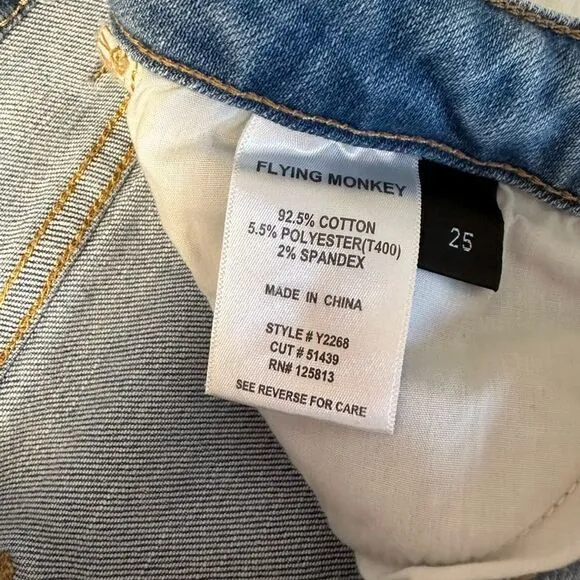 FLYING MONKEY
92.5% COTTON
5.5% POLYESTER(T400)
2% SPANDEX
MADE IN CHINA
STYLE # Y2268
CUT # 51439
RN# 125813
SEE REVERSE FOR CARE
25